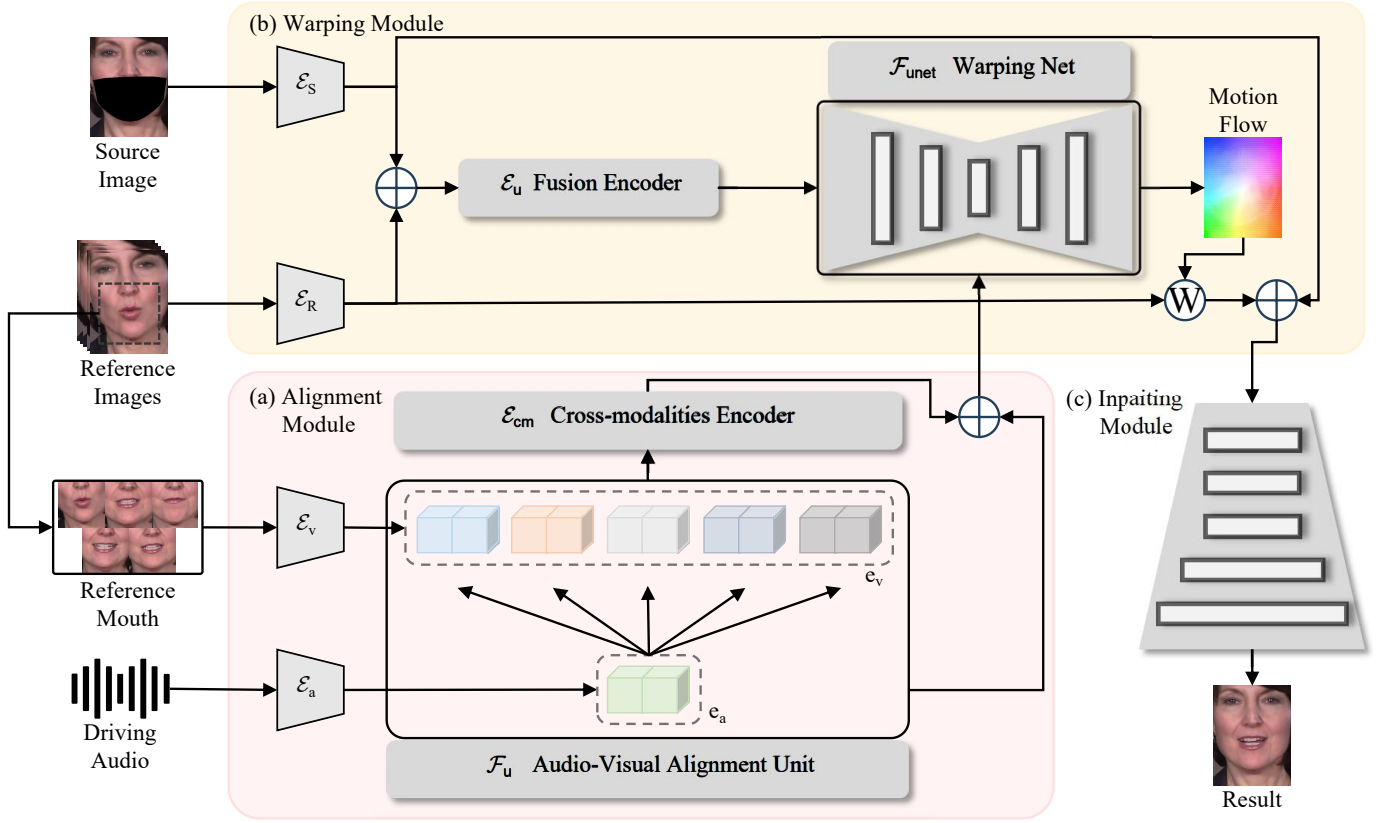 (b) Warping Module
ℰS
ℱunet Warping Net
Motion
Flow
Source
Image
ℰu Fusion Encoder
ℰR
W
Reference
Images
(a) Alignment
Module
ℰcm Cross-modalities Encoder
(c) Inpaiting
Module
ℰv
ev
Reference
Mouth
ℰa
ea
Driving
Audio
ℱu Audio-Visual Alignment Unit
Result